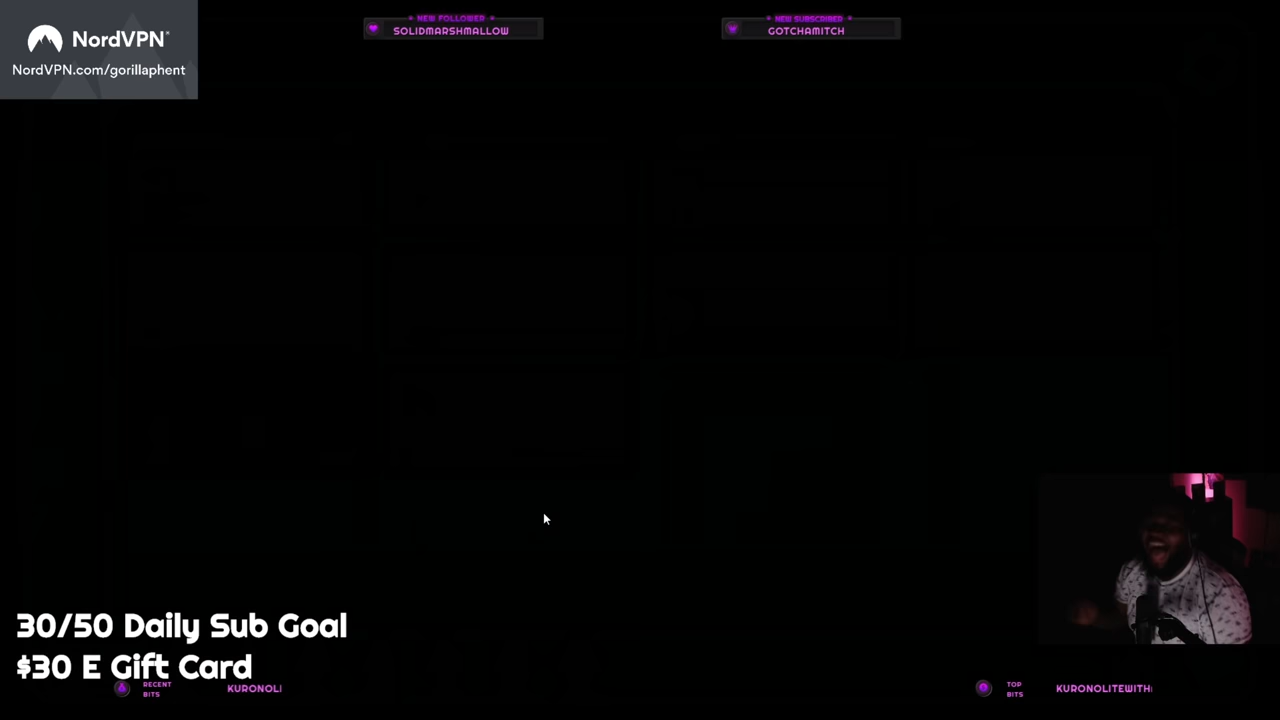 NordVPN®
NordVPN.com/gorillaphent
NEW FOLLOWER
SOLIDMARSHMALLOW
NEW SUBSCRIBER
GOTCHAMITCH
30/50 Daily Sub Goal
$30 E Gift Card
RECENT
BITS
KURONOLI
TOP
BITS
KURONOLITEWITH